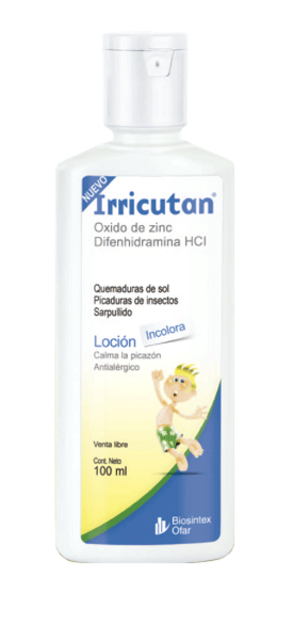 NUEVO
Irricutan®
Oxido de zinc
Difenhidramina HCl
Quemaduras de sol
Picaduras de insectos
Sarpullido
Loción Incolora
Calma la picazón
Antialérgico
Venta libre
Cont. Neto
100 ml
Biosintex
Ofar